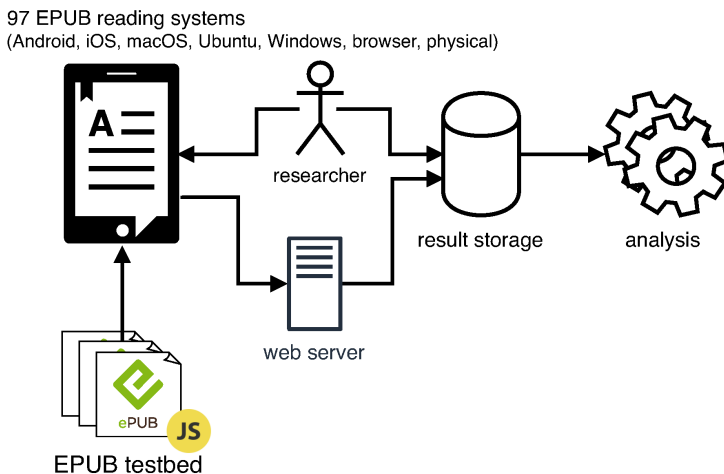 97 EPUB reading systems
(Android, iOS, macOS, Ubuntu, Windows, browser, physical)
A
researcher
result storage
analysis
web server
ePUB
JS
EPUB testbed